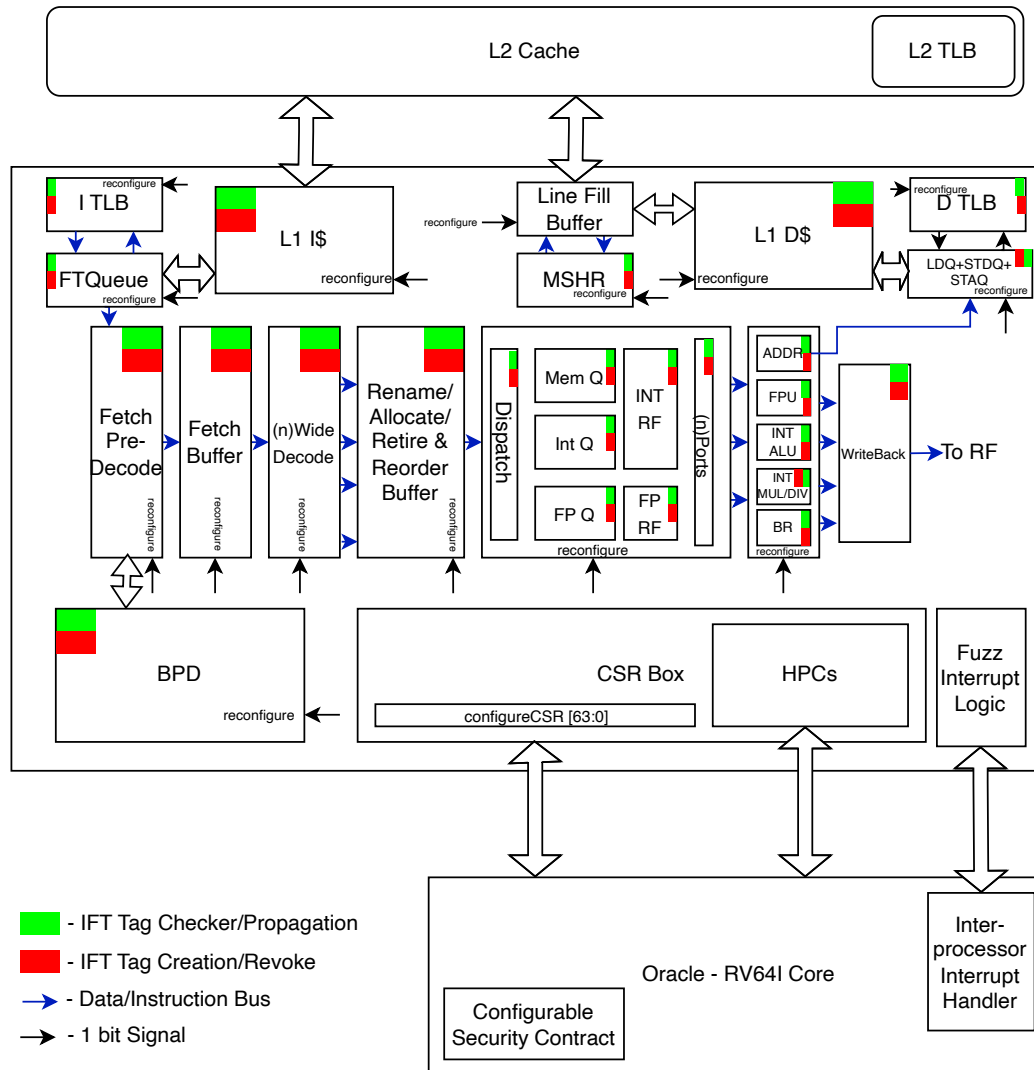 L2 Cache
L2 TLB
reconfigure
I TLB
L1 I$
reconfigure
FTQueue
reconfigure
reconfigure
Line Fill
Buffer
MSHR
reconfigure
L1 D$
reconfigure
reconfigure
D TLB
LDQ+STDQ+
STAQ
reconfigure
Fetch
Pre-
Decode
reconfigure
Fetch
Buffer
reconfigure
(n)Wide
Decode
reconfigure
Rename/
Allocate/
Retire &
Reorder
Buffer
reconfigure
Dispatch
Mem Q
Int Q
FP Q
INT
RF
FP
RF
(n)Ports
reconfigure
ADDR
FPU
INT
ALU
INT
MUL/DIV
BR
reconfigure
WriteBack
To RF
BPD
reconfigure
CSR Box
configureCSR [63:0]
HPCs
Fuzz
Interrupt
Logic
- IFT Tag Checker/Propagation
- IFT Tag Creation/Revoke
- Data/Instruction Bus
- 1 bit Signal
Oracle - RV64I Core
Configurable
Security Contract
Inter-
processor
Interrupt
Handler